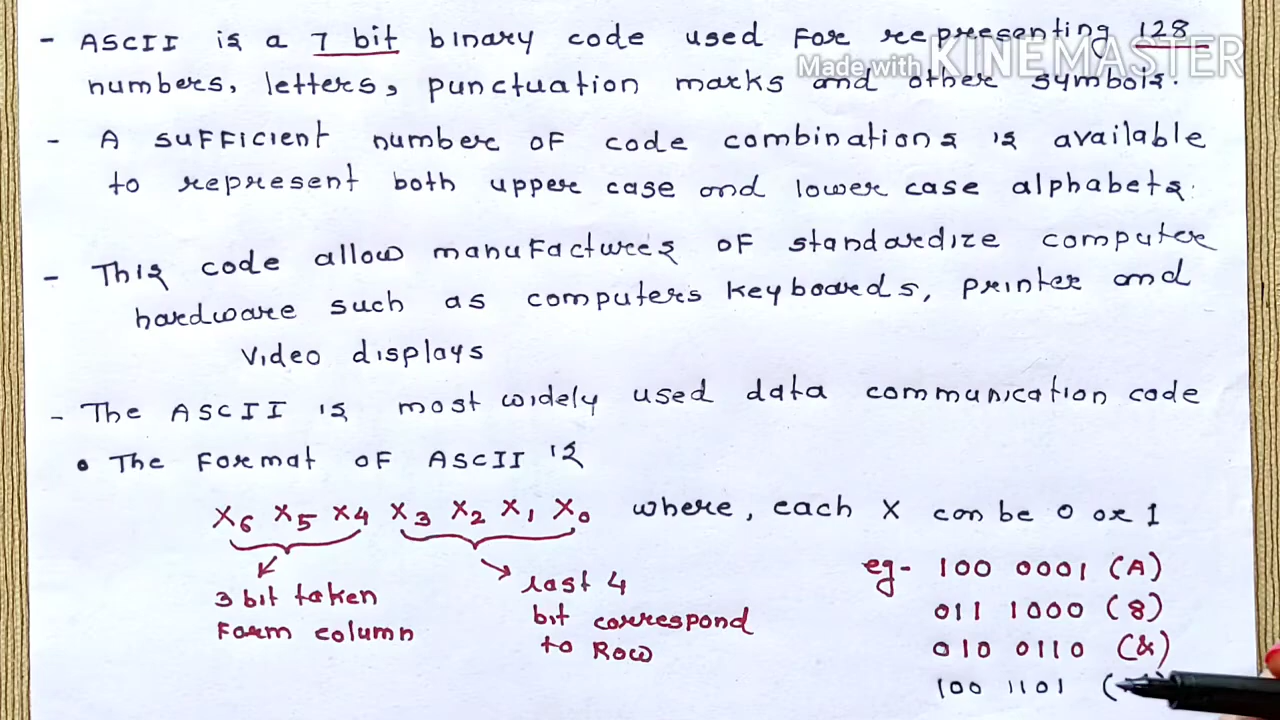 - ASCII is a 7 bit binary code used for representing 128
Made with KINEMASTER
numbers, letters, punctuation marks and other symbols.
- A sufficient number of code combinations is available
to represent both upper case and lower case alphabets.
- This code allow manufactures of standardize computer
hardware such as computers keyboards, printer and
video displays
- The ASCII is most widely used data communication code
• The format of ASCII is
X6 X5 X4 X3 X2 X1 X0 where, each X can be 0 or 1
3 bit taken
form column
last 4
bit correspond
to Row
eg- 100 0001 (A)
011 1000 (8)
010 0110 (&)
100 1101 (